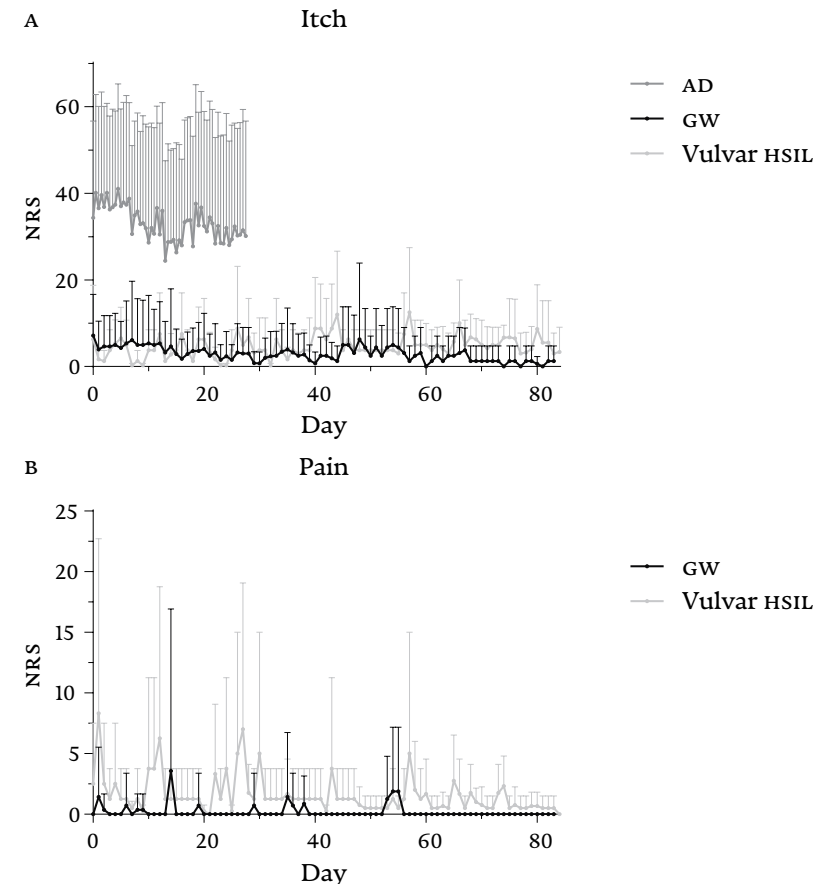 A
Itch
60
40
20
0
NRS
0 20 40 60 80
Day
AD
GW
Vulvar HSIL
B
Pain
25
20
15
10
5
0
NRS
0 20 40 60 80
Day
GW
Vulvar HSIL